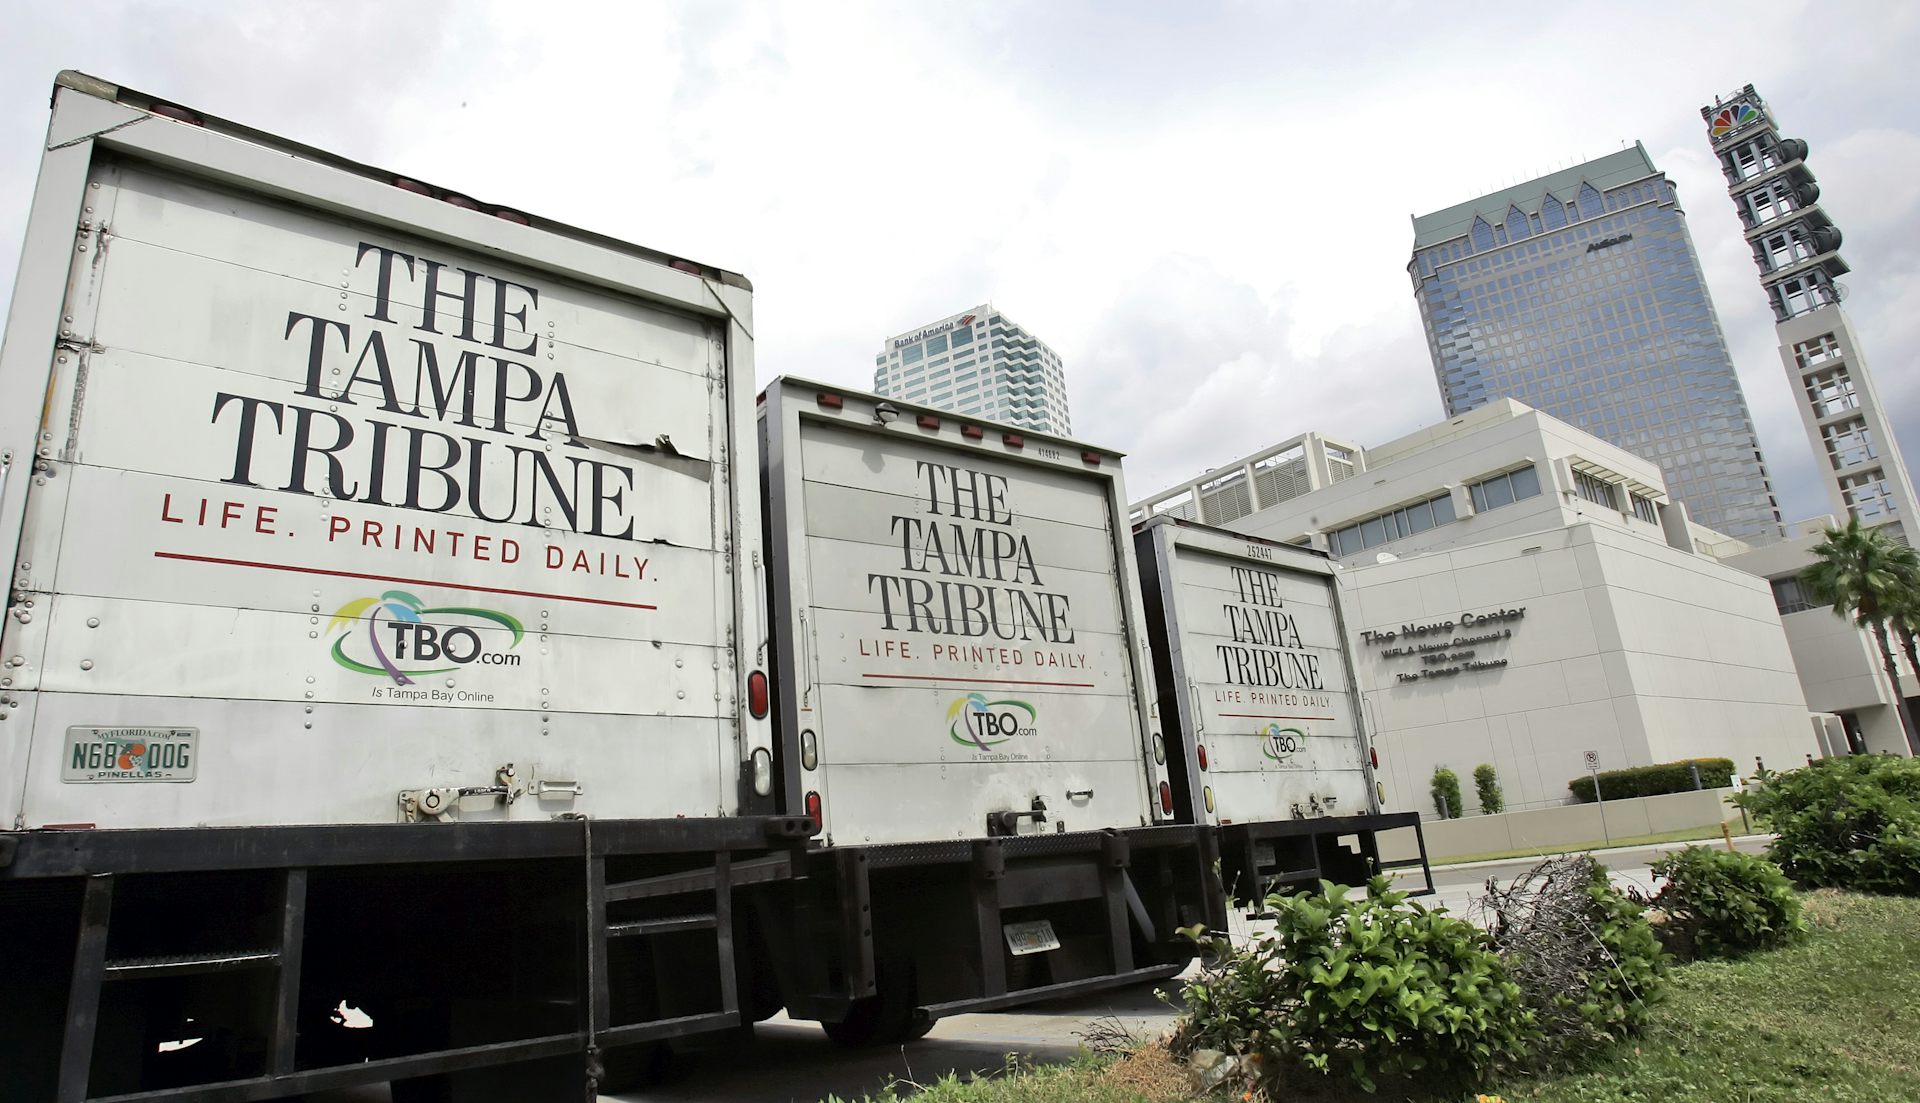 THE
TAMPA
TRIBUNE
LIFE. PRINTED DAILY.
TBO.com
Is Tampa Bay Online
MYFLORIDA.COM
N68 00G
PINELLAS
Bank of America
414682
THE
TAMPA
TRIBUNE
LIFE. PRINTED DAILY.
TBO.com
Is Tampa Bay Online
252447
THE
TAMPA
TRIBUNE
LIFE. PRINTED DAILY.
TBO.com
AmSouth
The News Center
WFLA News Channel 8
TBO.com
The Tampa Tribune